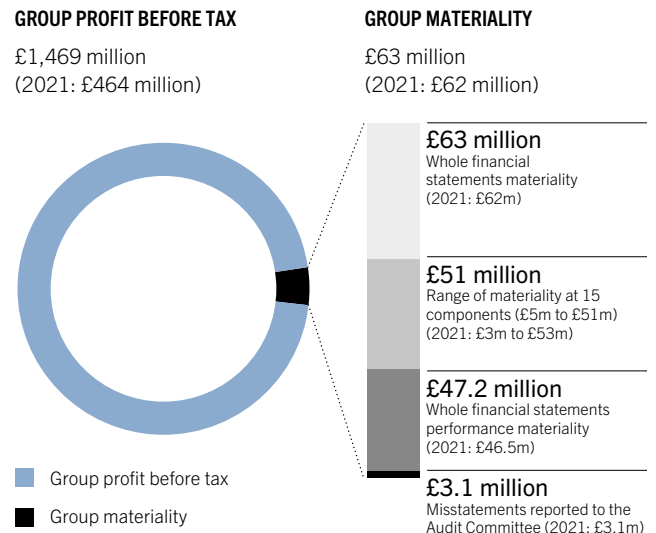 GROUP PROFIT BEFORE TAX
£1,469 million
(2021: £464 million)
GROUP MATERIALITY
£63 million
(2021: £62 million)
£63 million
Whole financial
statements materiality
(2021: £62m)
£51 million
Range of materiality at 15
components (£5m to £51m)
(2021: £3m to £53m)
£47.2 million
Whole financial statements
performance materiality
(2021: £46.5m)
£3.1 million
Misstatements reported to the
Audit Committee (2021: £3.1m)
Group profit before tax
Group materiality